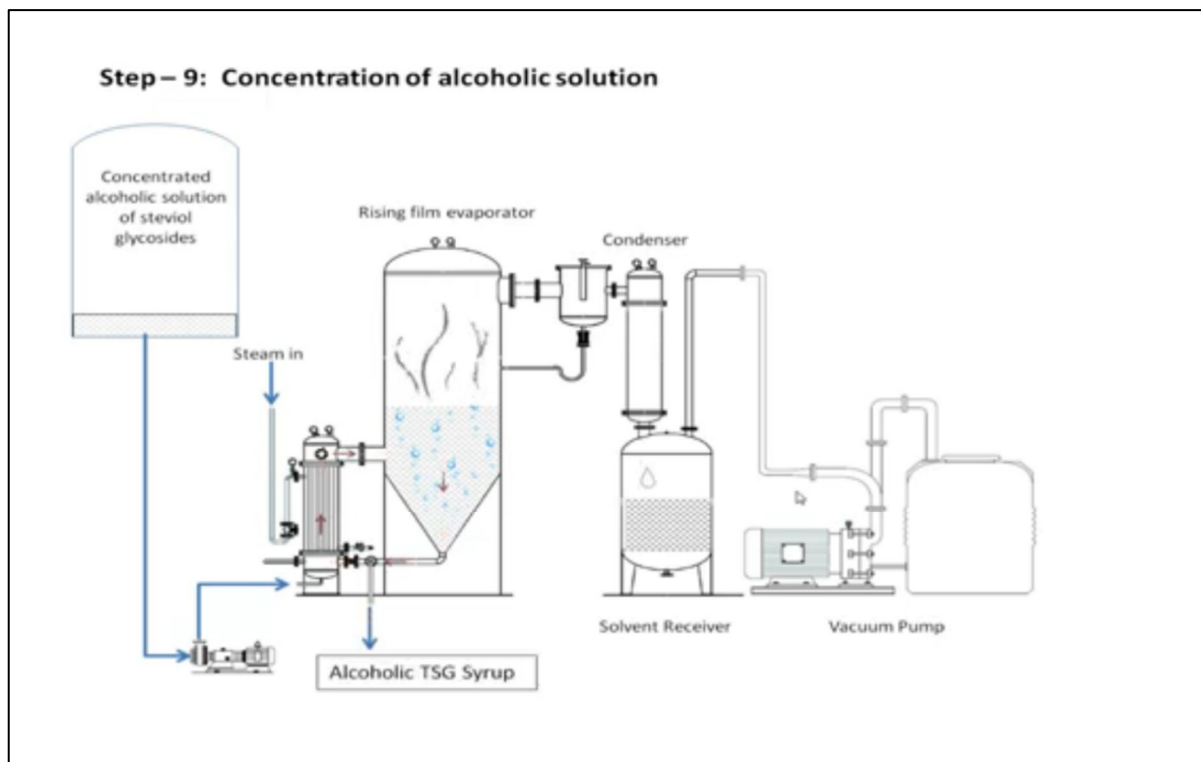 Step – 9: Concentration of alcoholic solution
Concentrated
alcoholic solution
of steviol
glycosides
Rising film evaporator
Condenser
Steam in
Solvent Receiver
Vacuum Pump
Alcoholic TSG Syrup